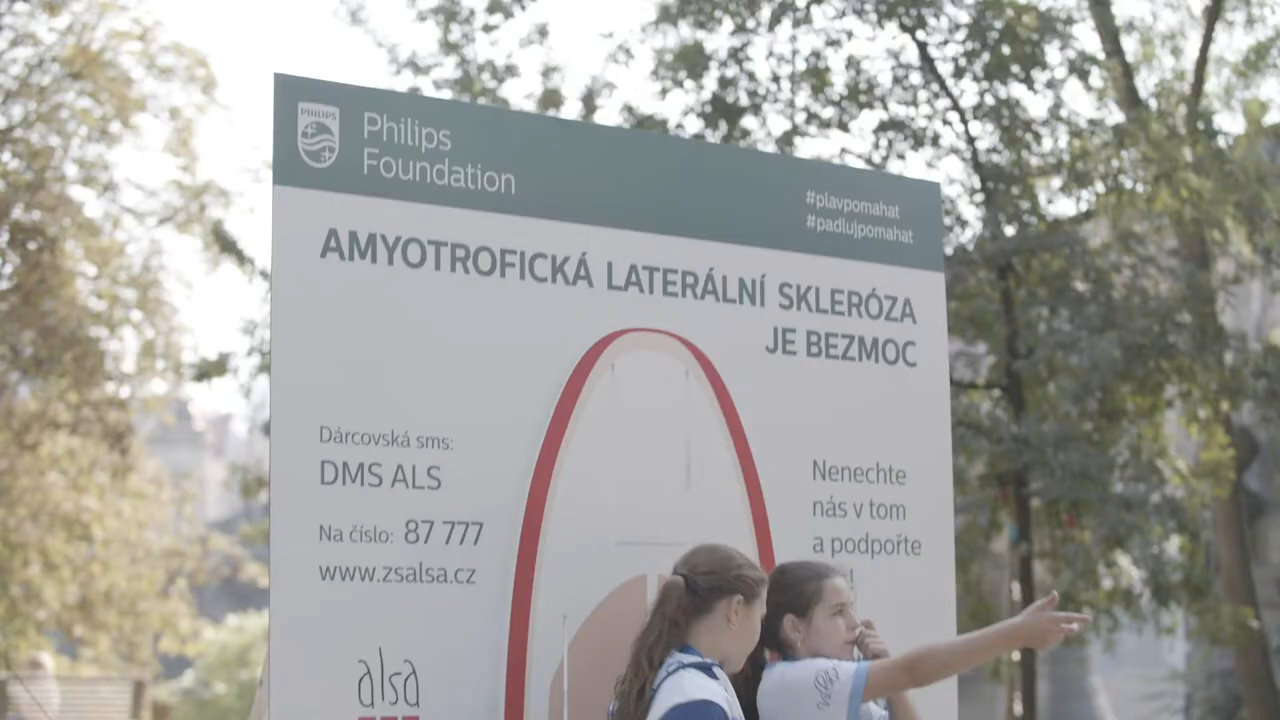 PHILIPS
Philips
Foundation
#plavpomahat
#padlujpomahat
AMYOTROFICKÁ LATERÁLNÍ SKLERÓZA
JE BEZMOC
Dárcovská sms:
DMS ALS
Na číslo: 87 777
www.zsalsa.cz
Nenechte
nás v tom
a podpořte
alsa